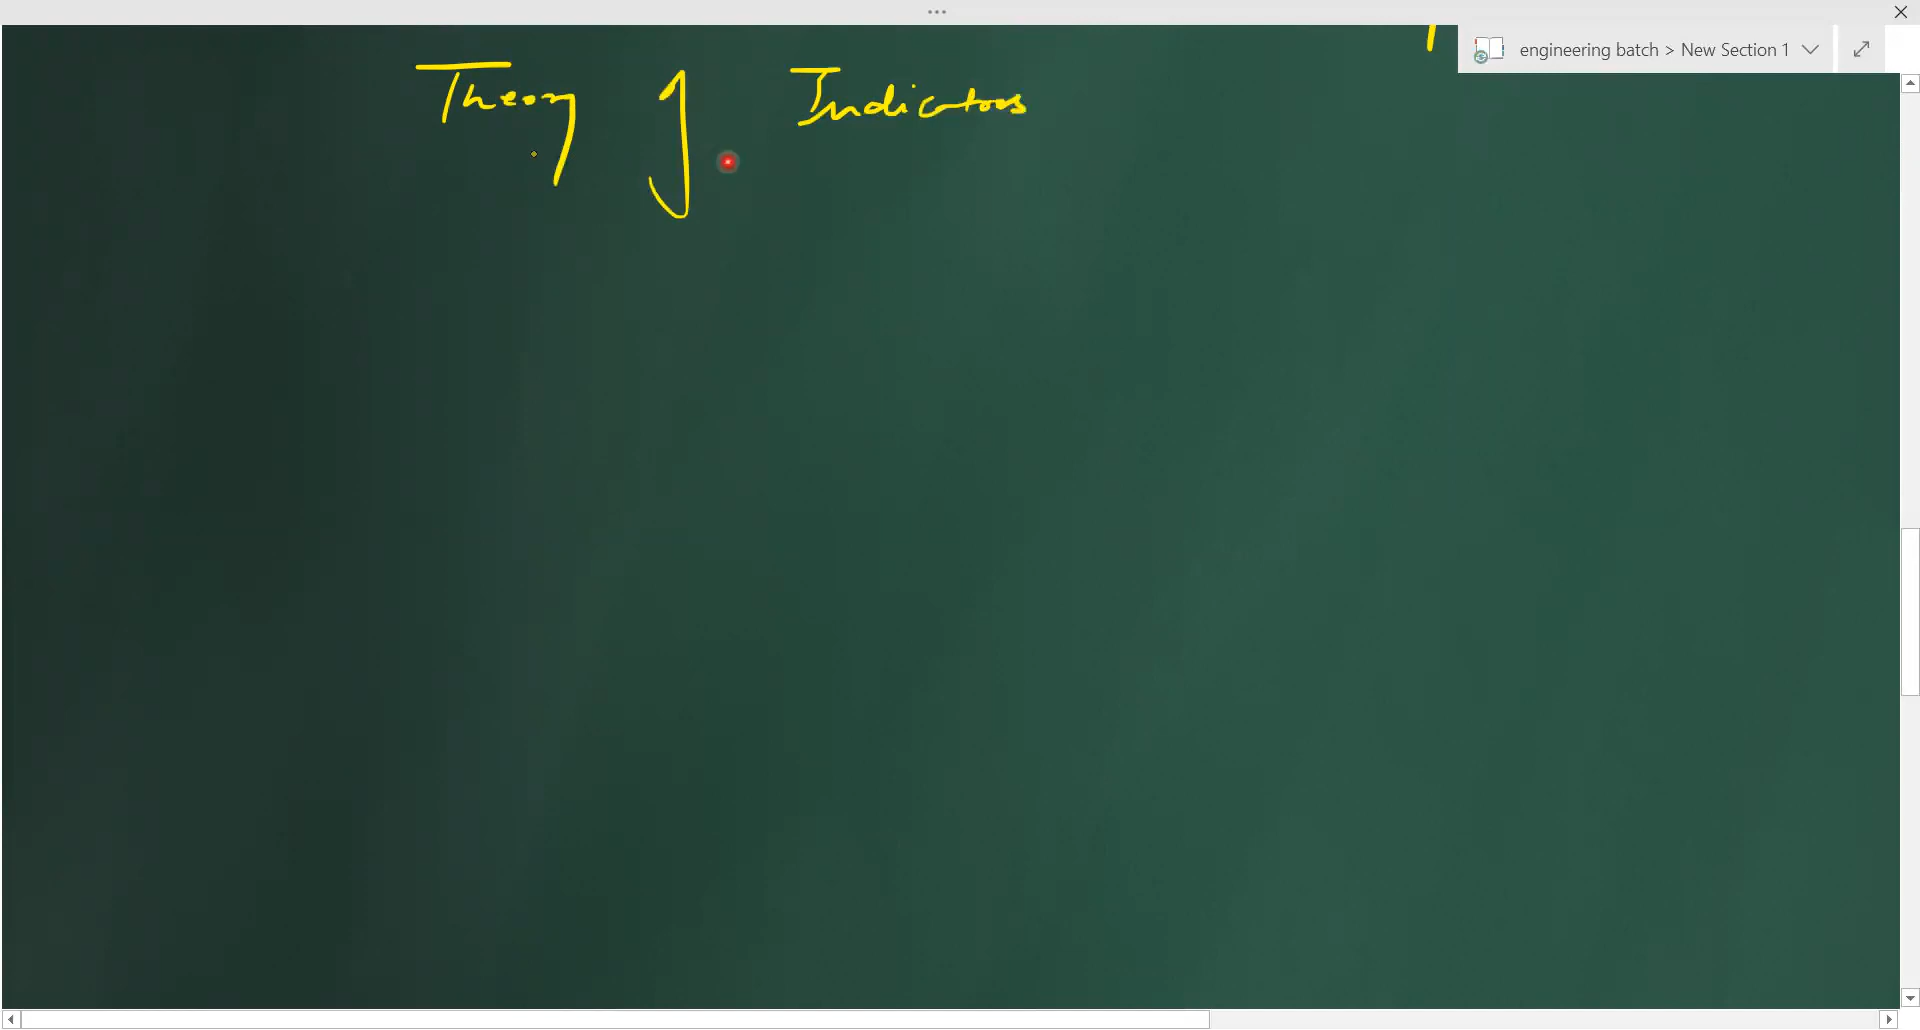 engineering batch > New Section 1
Theory of Indicators